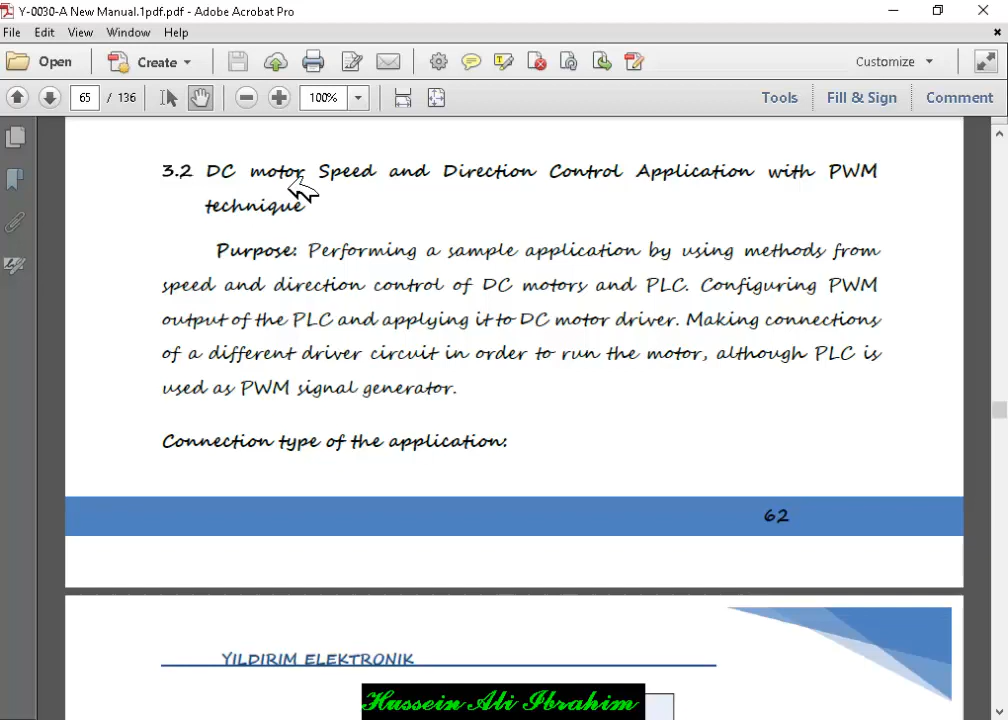 Y-0030-A New Manual.1pdf.pdf - Adobe Acrobat Pro
File Edit View Window Help
Open Create Customize
65 / 136 100% Tools Fill & Sign Comment
3.2 DC motor Speed and Direction Control Application with PWM
technique
Purpose: Performing a sample application by using methods from
speed and direction control of DC motors and PLC. Configuring PWM
output of the PLC and applying it to DC motor driver. Making connections
of a different driver circuit in order to run the motor, although PLC is
used as PWM signal generator.
Connection type of the application:
62
YILDIRIM ELEKTRONIK
Hussein Ali Ibrahim